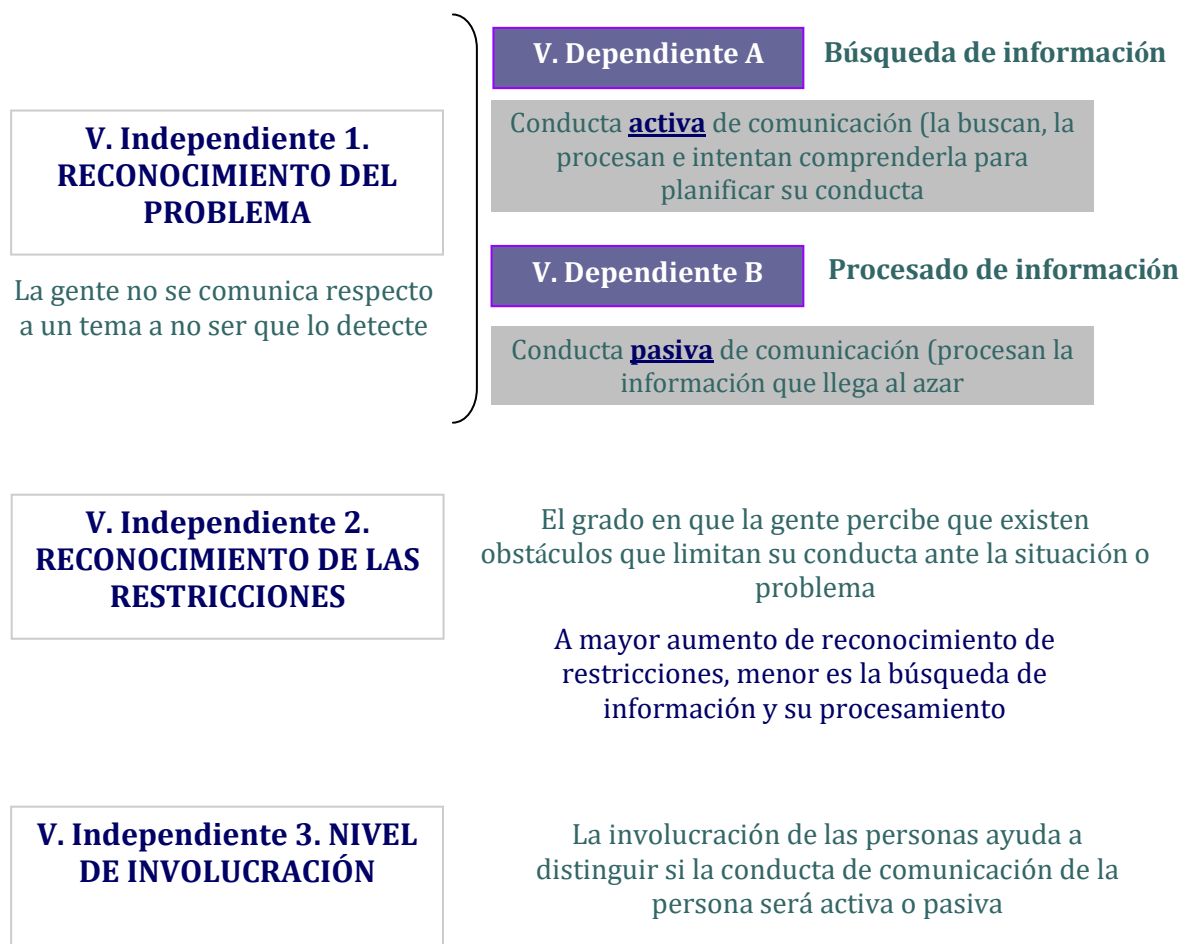 V. Dependiente A
Búsqueda de información
Conducta activa de comunicación (la buscan, la
procesan e intentan comprenderla para
planificar su conducta
V. Independiente 1.
RECONOCIMIENTO DEL
PROBLEMA
La gente no se comunica respecto
a un tema a no ser que lo detecte
V. Dependiente B
Procesado de información
Conducta pasiva de comunicación (procesan la
información que llega al azar
V. Independiente 2.
RECONOCIMIENTO DE LAS
RESTRICCIONES
El grado en que la gente percibe que existen
obstáculos que limitan su conducta ante la situación o
problema
A mayor aumento de reconocimiento de
restricciones, menor es la búsqueda de
información y su procesamiento
V. Independiente 3. NIVEL
DE INVOLUCRACIÓN
La involucración de las personas ayuda a
distinguir si la conducta de comunicación de la
persona será activa o pasiva